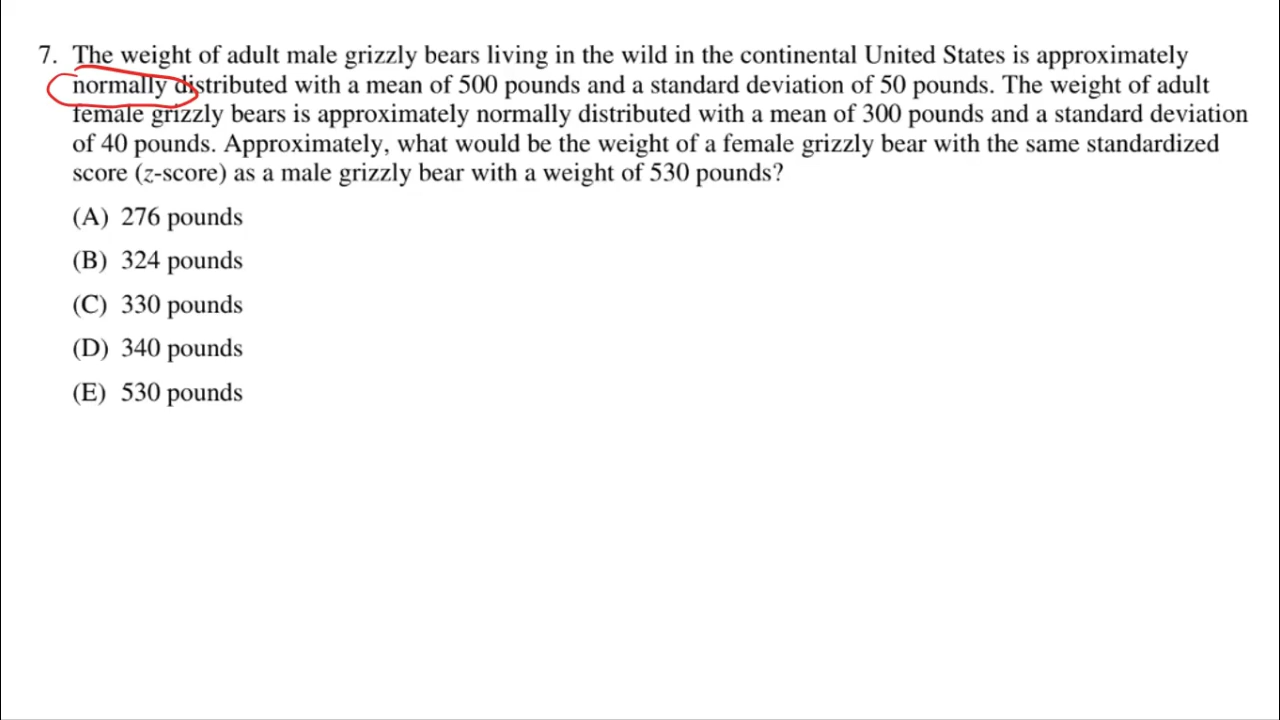 7. The weight of adult male grizzly bears living in the wild in the continental United States is approximately
normally distributed with a mean of 500 pounds and a standard deviation of 50 pounds. The weight of adult
female grizzly bears is approximately normally distributed with a mean of 300 pounds and a standard deviation
of 40 pounds. Approximately, what would be the weight of a female grizzly bear with the same standardized
score (z-score) as a male grizzly bear with a weight of 530 pounds?
(A) 276 pounds
(B) 324 pounds
(C) 330 pounds
(D) 340 pounds
(E) 530 pounds